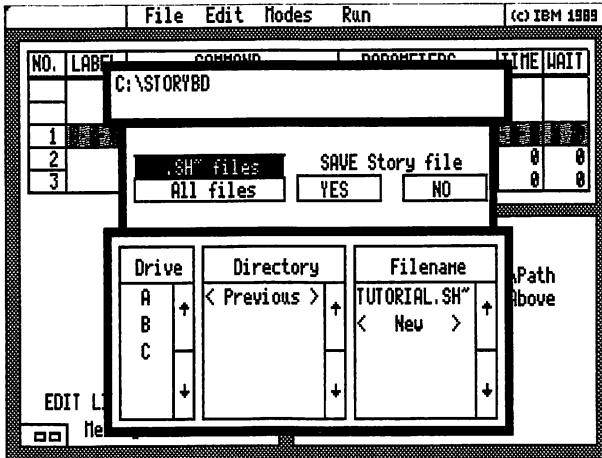 File Edit Modes Run (c) IBM 1989
NO. LABEL COMMAND PARAMETERS TIME WAIT
C:\STORYBD
1
.SH~ files SAVE Story file
2 0 0
All files YES NO
3 0 0
Drive Directory Filename
\Path
A < Previous > TUTORIAL.SH~
Above
B < New >
C
EDIT LI
Me